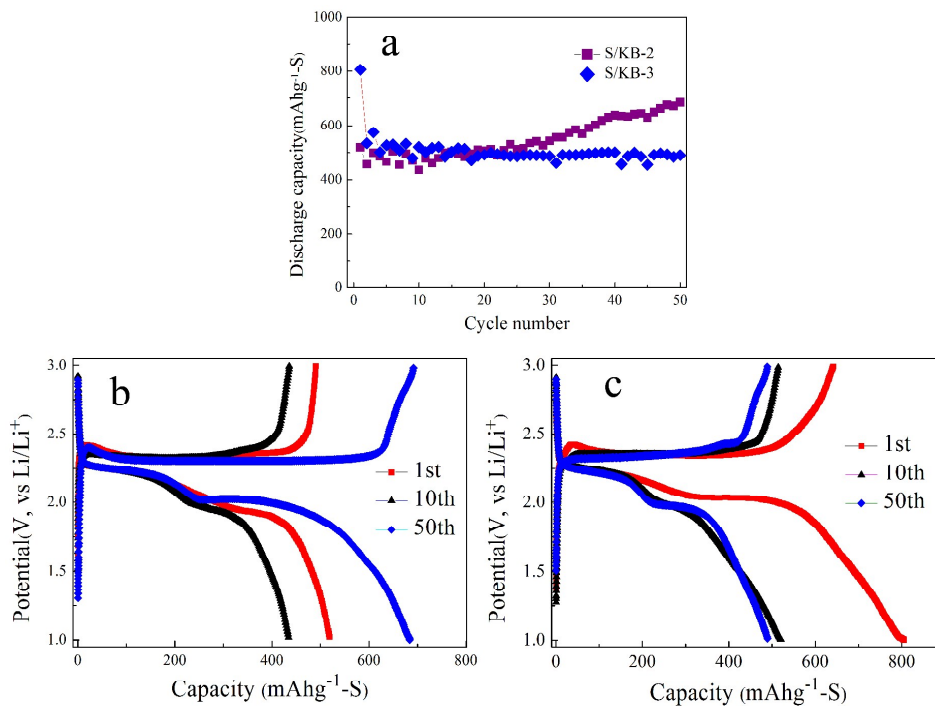 a
1000
800
600
400
200
0
Discharge capacity(mAhg⁻¹-S)
S/KB-2
S/KB-3
0 10 20 30 40 50
Cycle number
b
3.0
2.5
2.0
1.5
1.0
Potential(V, vs Li/Li⁺)
1st
10th
50th
0 200 400 600 800
Capacity (mAhg⁻¹-S)
c
3.0
2.5
2.0
1.5
1.0
Potential(V, vs Li/Li⁺)
1st
10th
50th
0 200 400 600 800
Capacity (mAhg⁻¹-S)